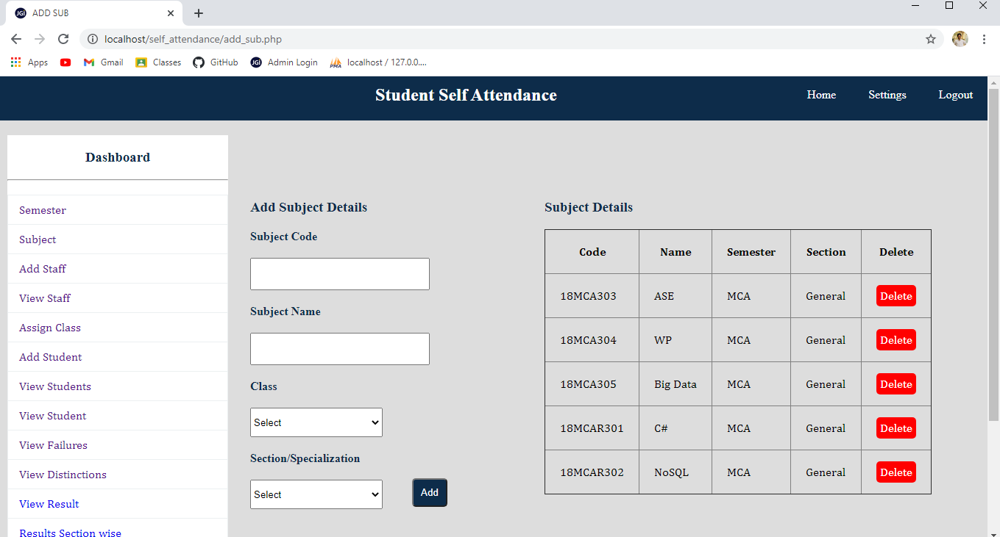 JGi ADD SUB
localhost/self_attendance/add_sub.php
Apps Gmail Classes GitHub JGi Admin Login PMA localhost / 127.0.0....
Student Self Attendance Home Settings Logout
Dashboard
Semester
Subject
Add Staff
View Staff
Assign Class
Add Student
View Students
View Student
View Failures
View Distinctions
View Result
Results Section wise
Add Subject Details
Subject Code
Subject Name
Class
Select
Section/Specialization
Select Add
Subject Details
Code Name Semester Section Delete
18MCA303 ASE MCA General Delete
18MCA304 WP MCA General Delete
18MCA305 Big Data MCA General Delete
18MCAR301 C# MCA General Delete
18MCAR302 NoSQL MCA General Delete